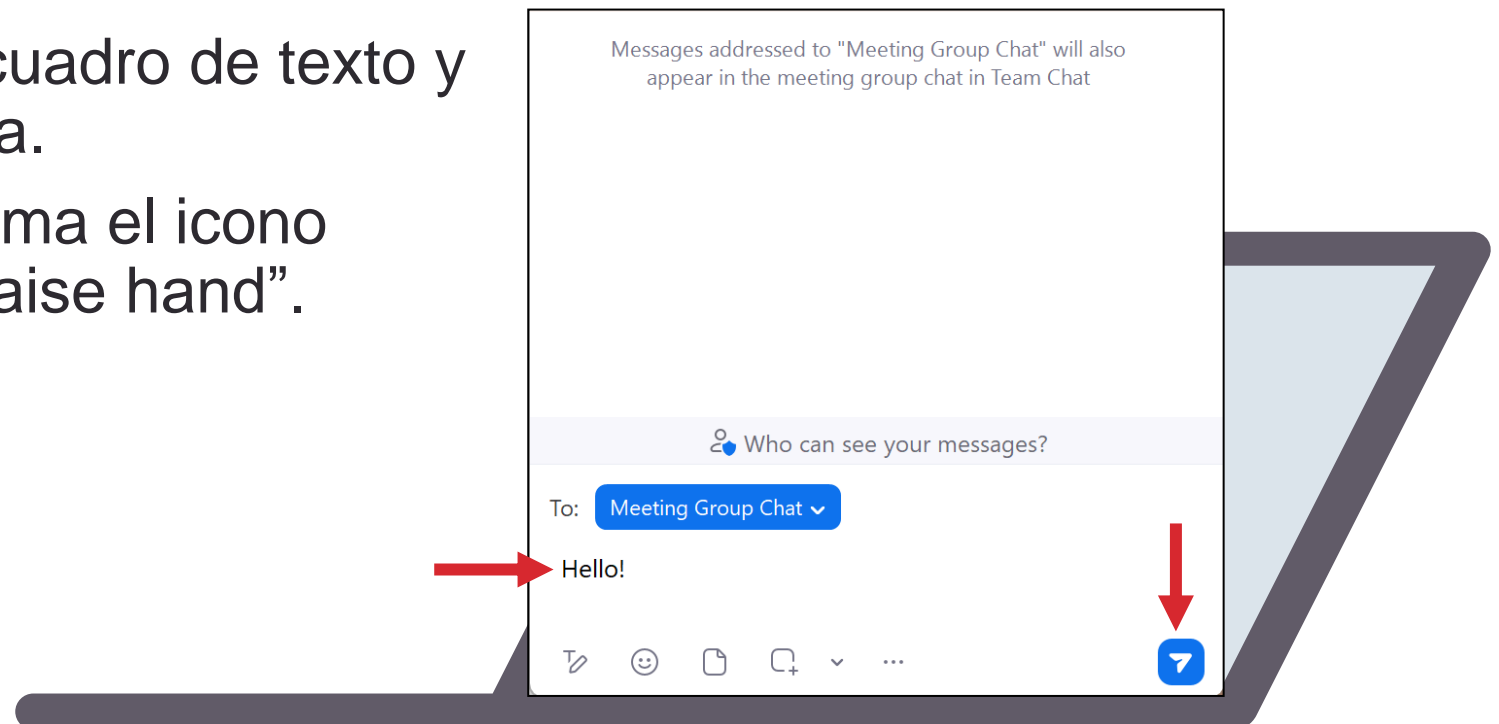 cuadro de texto y
a.
ma el icono
aise hand”.
Messages addressed to "Meeting Group Chat" will also
appear in the meeting group chat in Team Chat
Who can see your messages?
To: Meeting Group Chat
Hello!